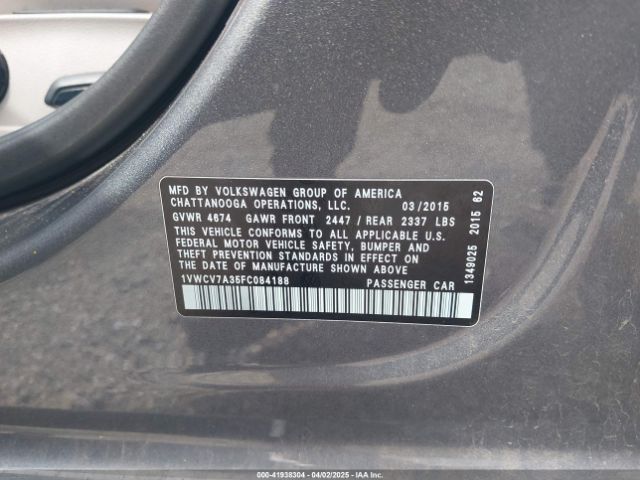 MFD BY VOLKSWAGEN GROUP OF AMERICA
CHATTANOOGA OPERATIONS, LLC. 03/2015
GVWR 4674 GAWR FRONT 2447 / REAR 2337 LBS
THIS VEHICLE CONFORMS TO ALL APPLICABLE U.S.
FEDERAL MOTOR VEHICLE SAFETY, BUMPER AND
THEFT PREVENTION STANDARDS IN EFFECT ON
THE DATE OF MANUFACTURE SHOWN ABOVE.
1VWCV7A35FC084188 PASSENGER CAR
1349025 2015 62
000-41938304 - 04/02/2025 - IAAI.COM